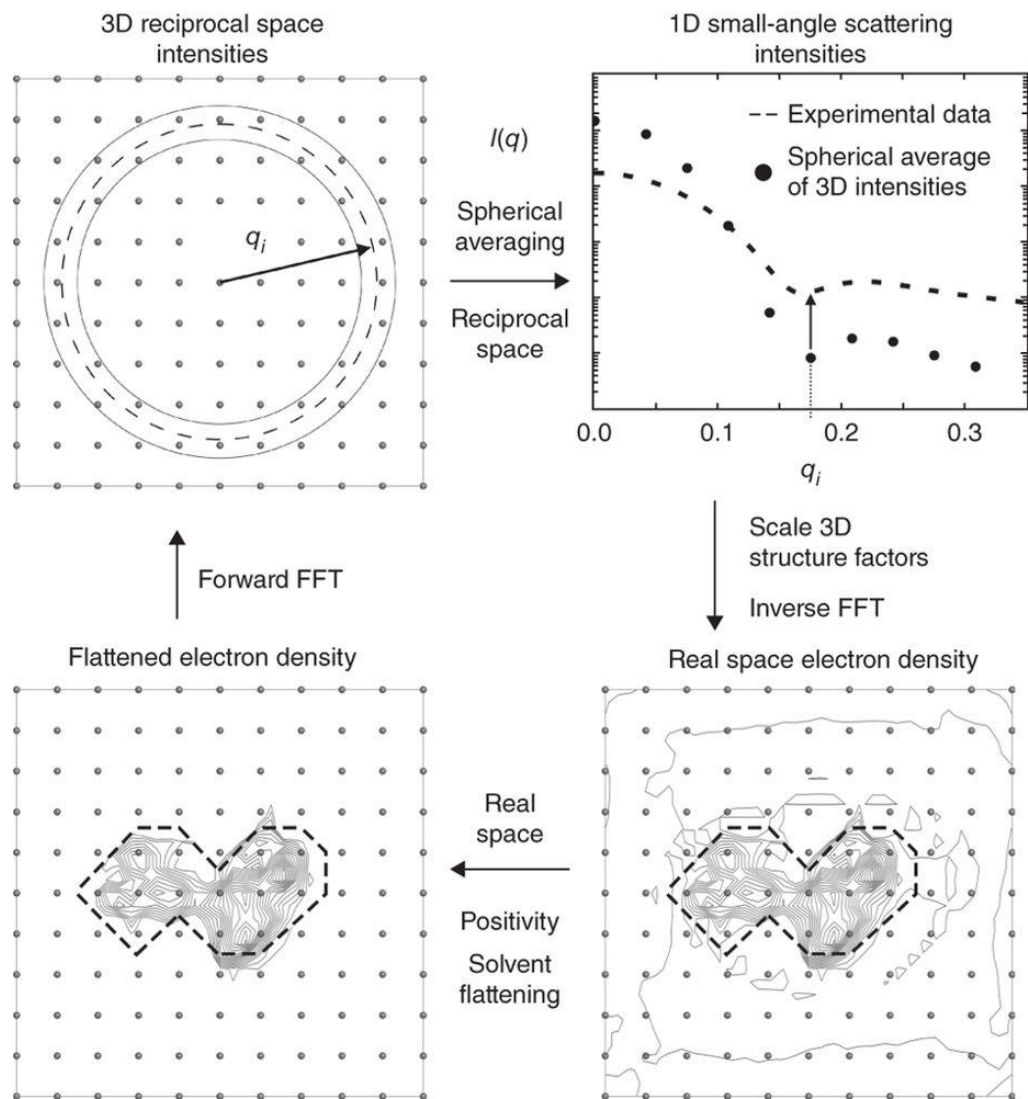 3D reciprocal space
intensities
1D small-angle scattering
intensities
qi
I(q)
Spherical
averaging
Reciprocal
space
Experimental data
Spherical average
of 3D intensities
0.0
0.1
0.2
0.3
qi
Forward FFT
Scale 3D
structure factors
Inverse FFT
Flattened electron density
Real space electron density
Real
space
Positivity
Solvent
flattening